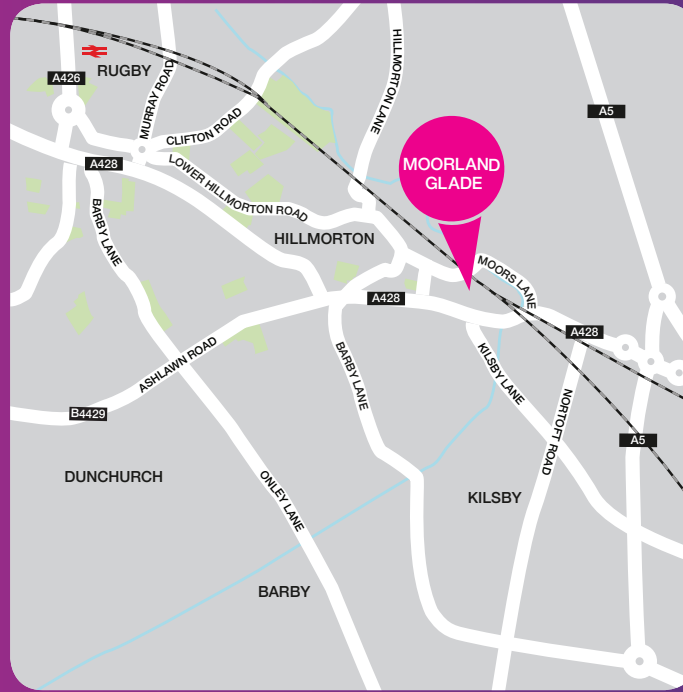 RUGBY
A426
MURRAY ROAD
CLIFTON ROAD
HILLMORTON LANE
A5
A428
LOWER HILLMORTON ROAD
MOORLAND
GLADE
BARBY LANE
HILLMORTON
MOORS LANE
A428
A428
ASHLAWN ROAD
BARBY LANE
KILSBY LANE
NORTOFT ROAD
B4429
A5
DUNCHURCH
ONLEY LANE
KILSBY
BARBY